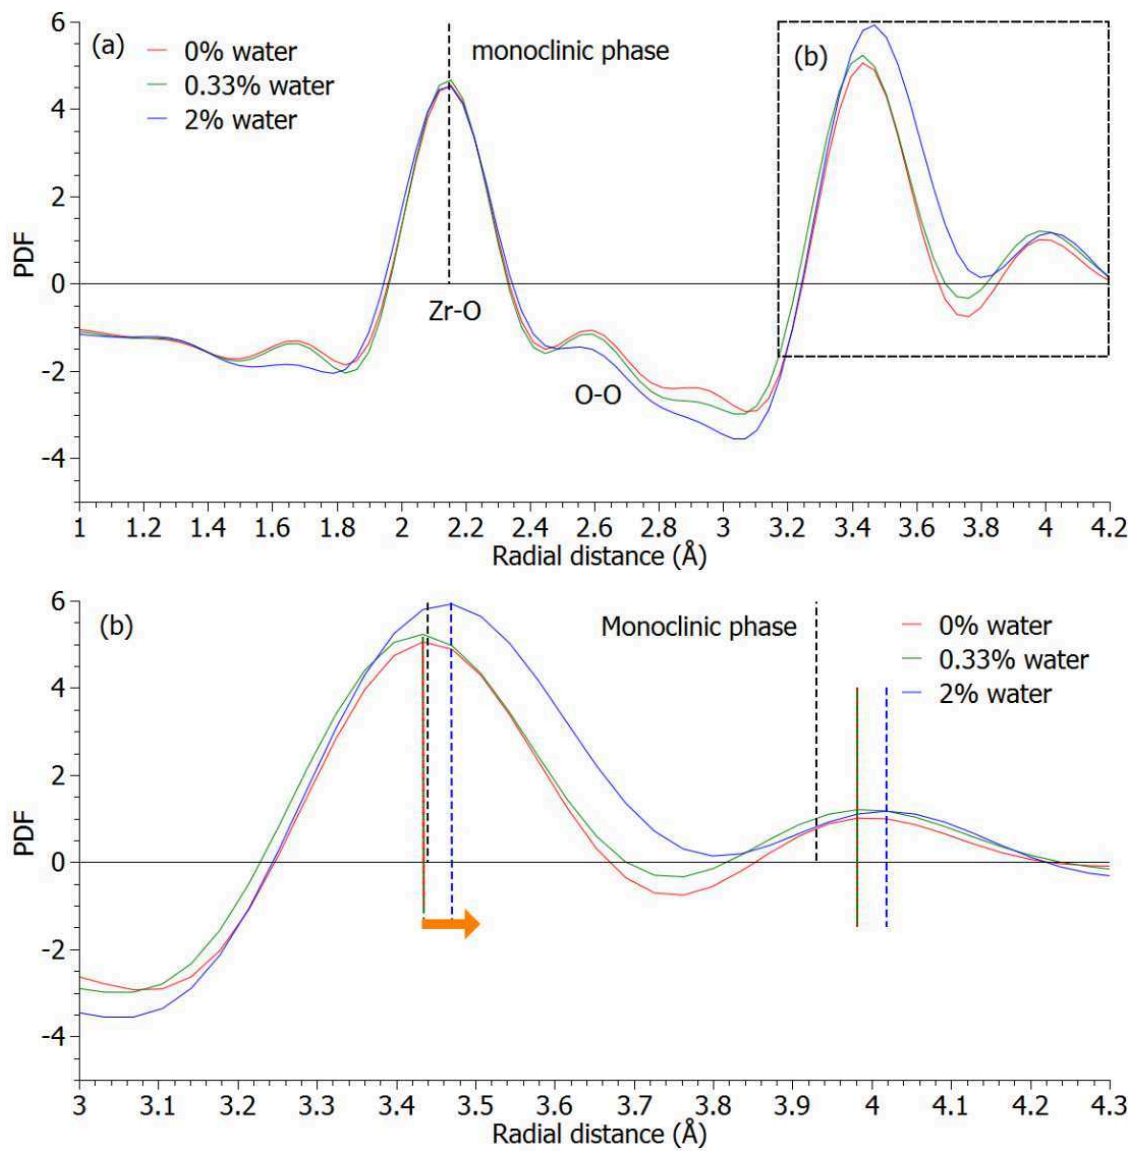 (a)
0% water
0.33% water
2% water
monoclinic phase
(b)
Zr-O
O-O
PDF
6
4
2
0
-2
-4
1 1.2 1.4 1.6 1.8 2 2.2 2.4 2.6 2.8 3 3.2 3.4 3.6 3.8 4 4.2
Radial distance (Å)
(b)
Monoclinic phase
0% water
0.33% water
2% water
PDF
6
4
2
0
-2
-4
3 3.1 3.2 3.3 3.4 3.5 3.6 3.7 3.8 3.9 4 4.1 4.2 4.3
Radial distance (Å)